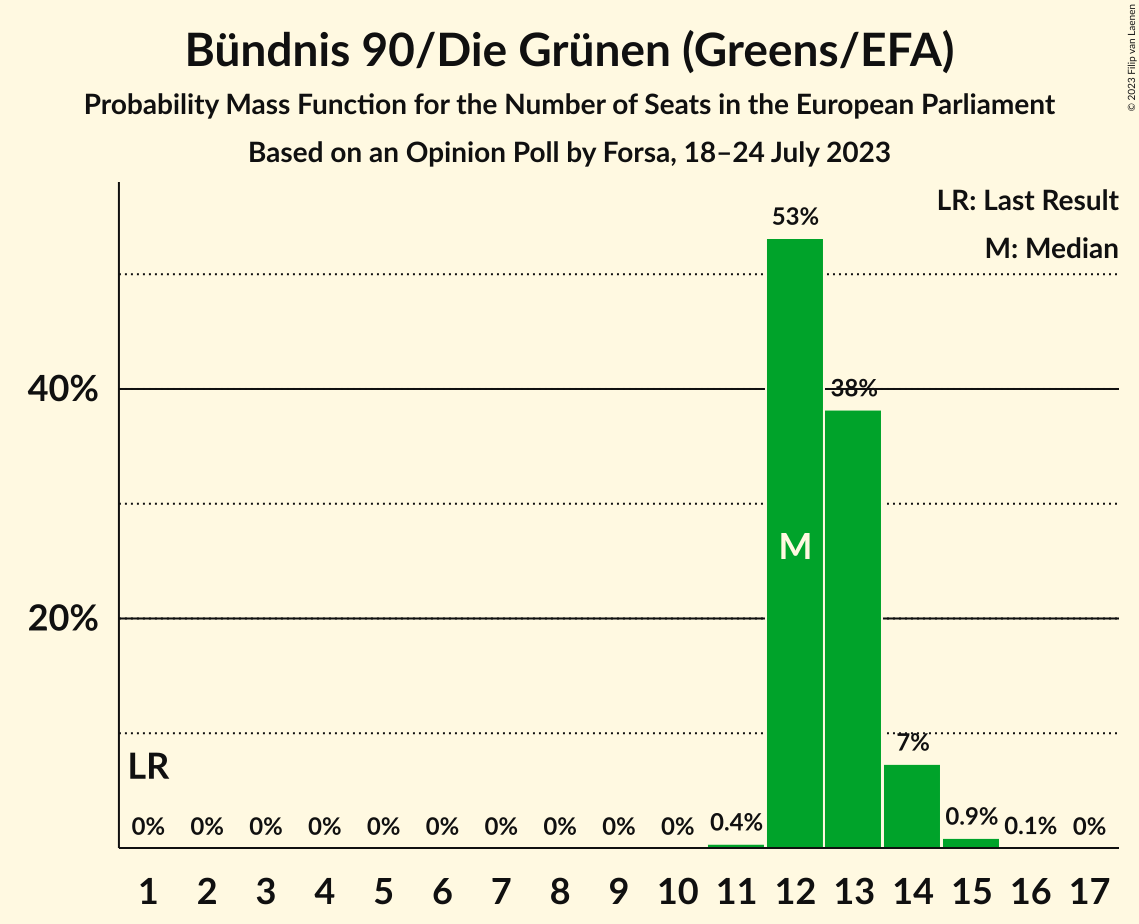 Bündnis 90/Die Grünen (Greens/EFA)
Probability Mass Function for the Number of Seats in the European Parliament
Based on an Opinion Poll by Forsa, 18–24 July 2023
© 2023 Filip van Laenen
LR: Last Result
M: Median
53%
40%
38%
M
20%
7%
LR
0% 0% 0% 0% 0% 0% 0% 0% 0% 0% 0.4% 0.9% 0.1% 0%
1 2 3 4 5 6 7 8 9 10 11 12 13 14 15 16 17